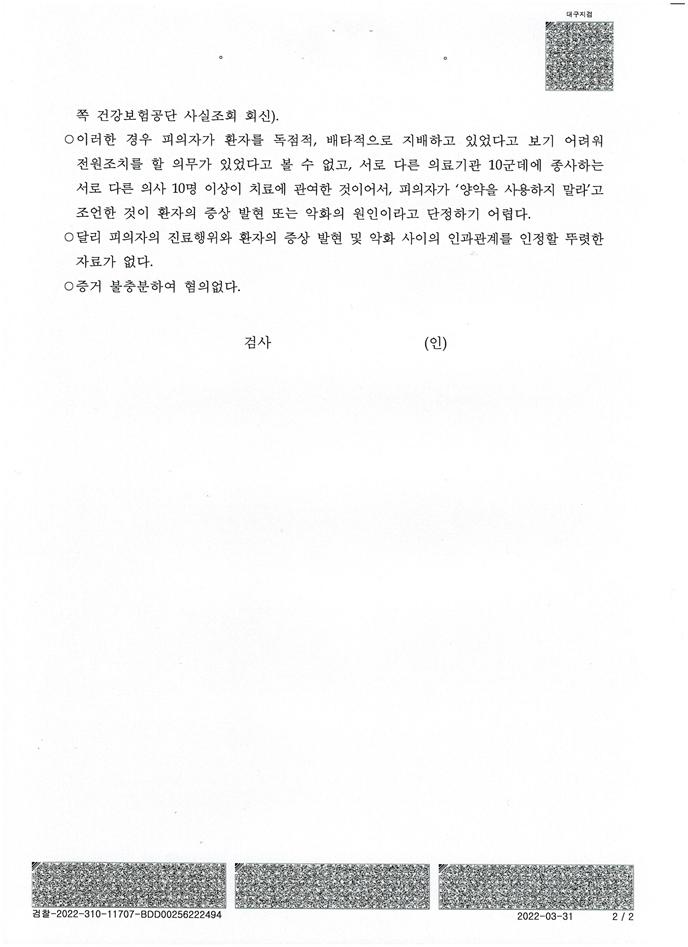 대구지검
쪽 건강보험공단 사실조회 회신).
○이러한 경우 피의자가 환자를 독점적, 배타적으로 지배하고 있었다고 보기 어려워
전원조치를 할 의무가 있었다고 볼 수 없고, 서로 다른 의료기관 10군데에 종사하는
서로 다른 의사 10명 이상이 치료에 관여한 것이어서, 피의자가 ‘양약을 사용하지 말라’고
조언한 것이 환자의 증상 발현 또는 악화의 원인이라고 단정하기 어렵다.
○달리 피의자의 진료행위와 환자의 증상 발현 및 악화 사이의 인과관계를 인정할 뚜렷한
자료가 없다.
○증거 불충분하여 혐의없다.
검사 (인)
검찰-2022-310-11707-BDD00256222494 2022-03-31 2 / 2